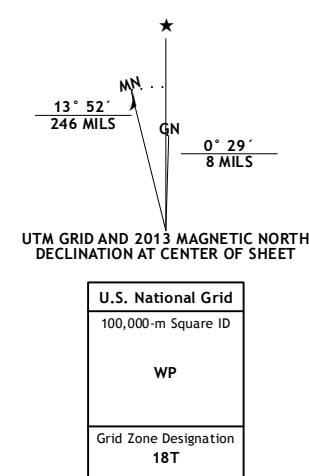 ★
MN
13° 52´
246 MILS
GN
0° 29´
8 MILS
UTM GRID AND 2013 MAGNETIC NORTH
DECLINATION AT CENTER OF SHEET
U.S. National Grid
100,000-m Square ID
WP
Grid Zone Designation
18T